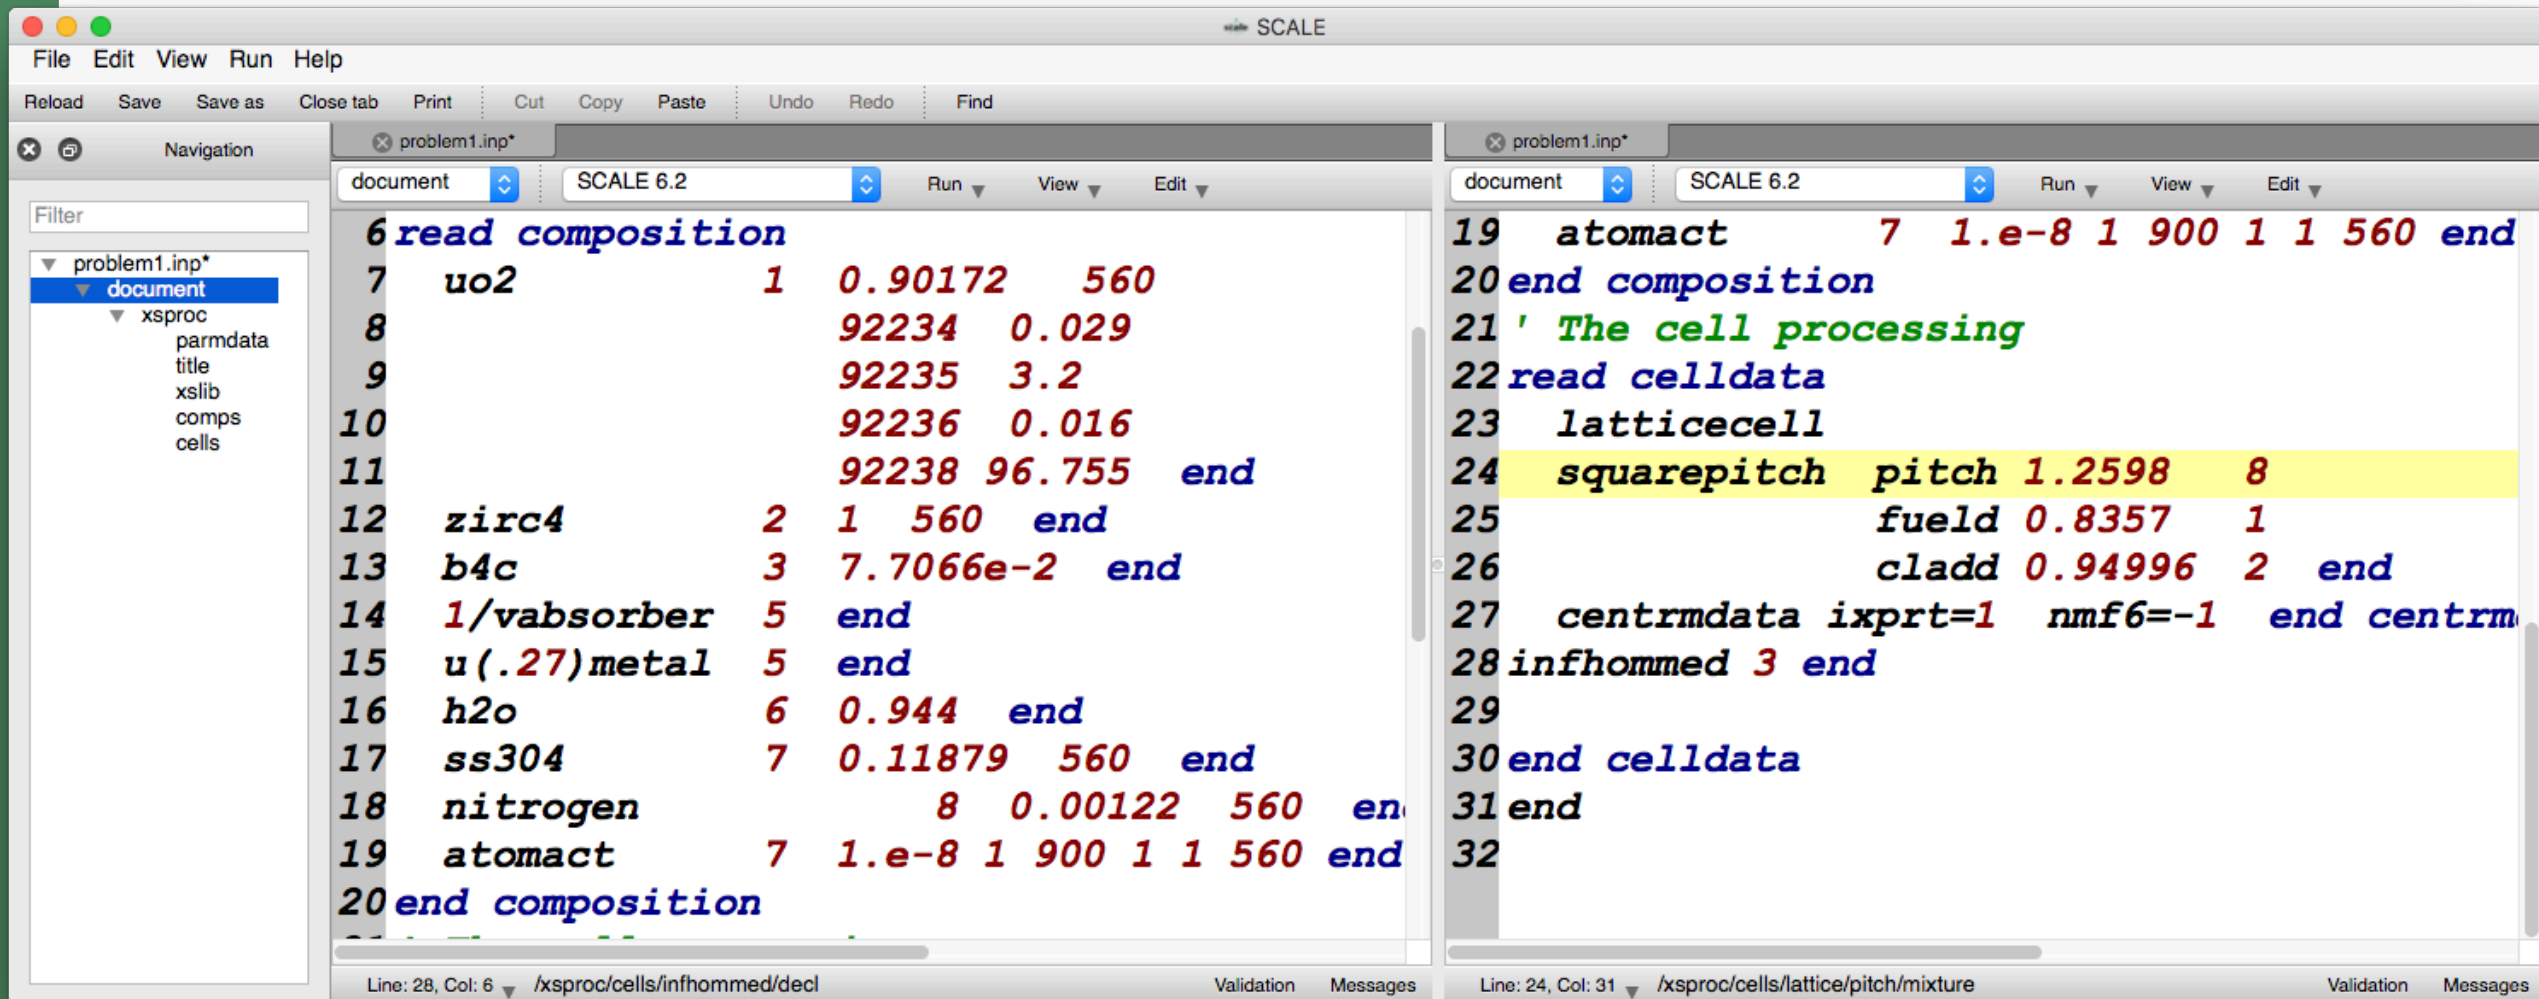 SCALE
File Edit View Run Help
Reload Save Save as Close tab Print Cut Copy Paste Undo Redo Find
Navigation
Filter
problem1.inp*
document
xsproc
parmdata
title
xslib
comps
cells
problem1.inp*
document SCALE 6.2 Run View Edit
6 read composition
7 uo2 1 0.90172 560
8 92234 0.029
9 92235 3.2
10 92236 0.016
11 92238 96.755 end
12 zirc4 2 1 560 end
13 b4c 3 7.7066e-2 end
14 1/vabsorber 5 end
15 u(.27)metal 5 end
16 h2o 6 0.944 end
17 ss304 7 0.11879 560 end
18 nitrogen 8 0.00122 560 en
19 atomact 7 1.e-8 1 900 1 1 560 end
20 end composition
Line: 28, Col: 6 /xsproc/cells/infhommed/decl Validation Messages
problem1.inp*
document SCALE 6.2 Run View Edit
19 atomact 7 1.e-8 1 900 1 1 560 end
20 end composition
21 ' The cell processing
22 read celldata
23 latticecell
24 squarepitch pitch 1.2598 8
25 fueld 0.8357 1
26 cladd 0.94996 2 end
27 centrmdata ixprt=1 nmf6=-1 end centrm
28 infhommed 3 end
29
30 end celldata
31 end
32
Line: 24, Col: 31 /xsproc/cells/lattice/pitch/mixture Validation Messages